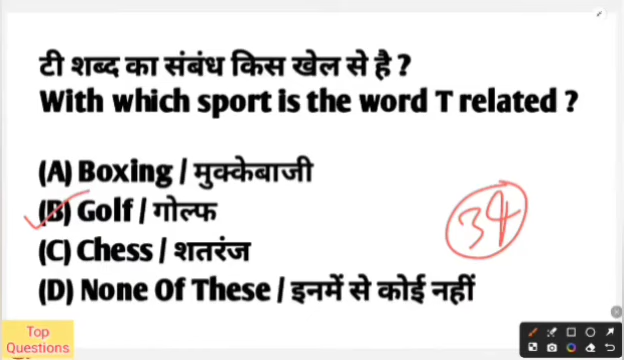 टी शब्द का संबंध किस खेल से है ?
With which sport is the word T related ?
(A) Boxing / मुक्केबाजी
(B) Golf / गोल्फ
(C) Chess / शतरंज
(D) None Of These / इनमें से कोई नहीं
34
Top
Questions